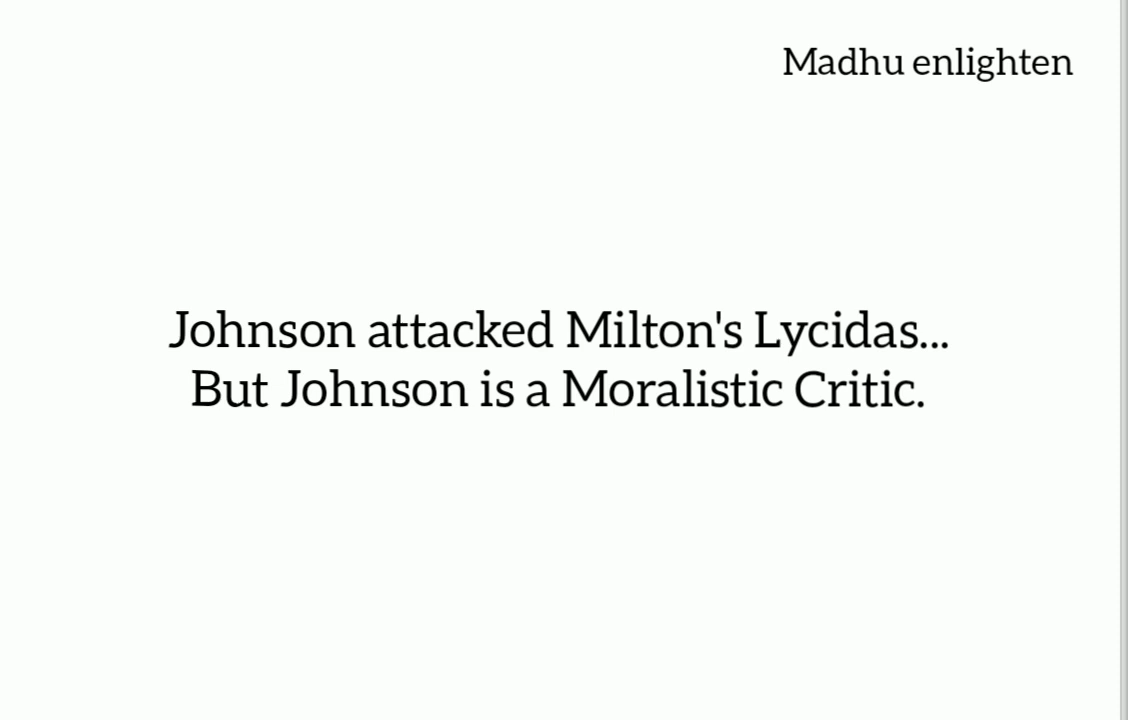 Madhu enlighten
Johnson attacked Milton's Lycidas...
But Johnson is a Moralistic Critic.